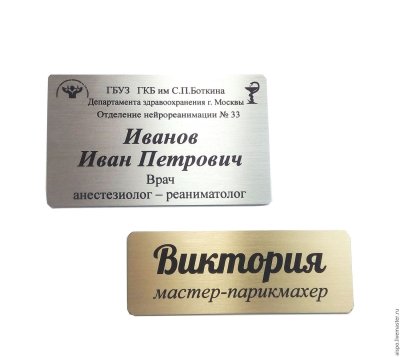 ГБУЗ ГКБ им С.П.Боткина
Департамента здравоохранения г. Москвы
Отделение нейрореанимации № 33
Иванов
Иван Петрович
Врач
анестезиолог – реаниматолог
Виктория
мастер-парикмахер